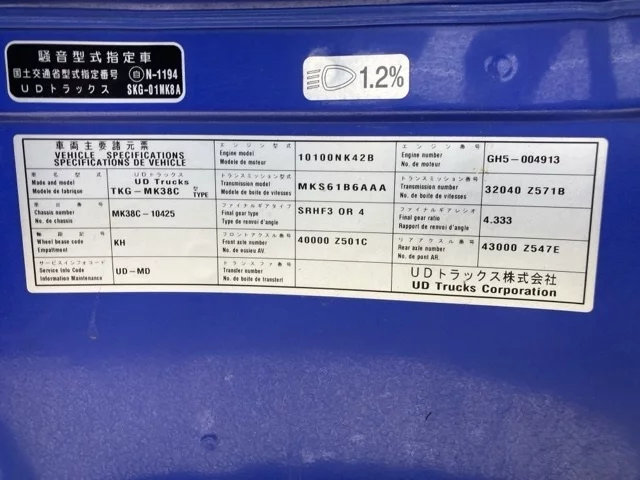 騒音型式指定車
国土交通省型式指定番号 自 N-1194
UDトラックス SKG-01MK8A
1.2%
車両主要諸元票
VEHICLE SPECIFICATIONS
SPECIFICATIONS DE VEHICLE
エンジン型式
Engine model
Modele de moteur
10100NK42B
エンジン番号
Engine number
No. de moteur
GH5-004913
車名型式
Made and model
Modele de fabrique
UDトラックス
UD Trucks
TKG-MK38C 型 TYPE
トランスミッション型式
Transmission model
Modele de boite de vitesses
MKS61B6AAA
トランスミッション番号
Transmission number
No. de boite de vitesses
32040 Z571B
車台番号
Chassis number
No. de chassis
MK38C-10425
ファイナルギアタイプ
Final gear type
Type de renvoi d'angle
SRHF3 OR 4
ファイナルギアレシオ
Final gear ratio
Rapport de renvoi d'angle
4.333
軸距記号
Wheel bease code
Empattement
KH
フロントアクスル番号
Front axle number
No. de essieu AV.
40000 Z501C
リアアクスル番号
Rear axle number
No. de pont AR.
43000 Z547E
サービスインフォコード
Service Info Code
Information Maintenance
UD-MD
トランスファ番号
Transfer number
No. de boite de transfert
UDトラックス株式会社
UD Trucks Corporation